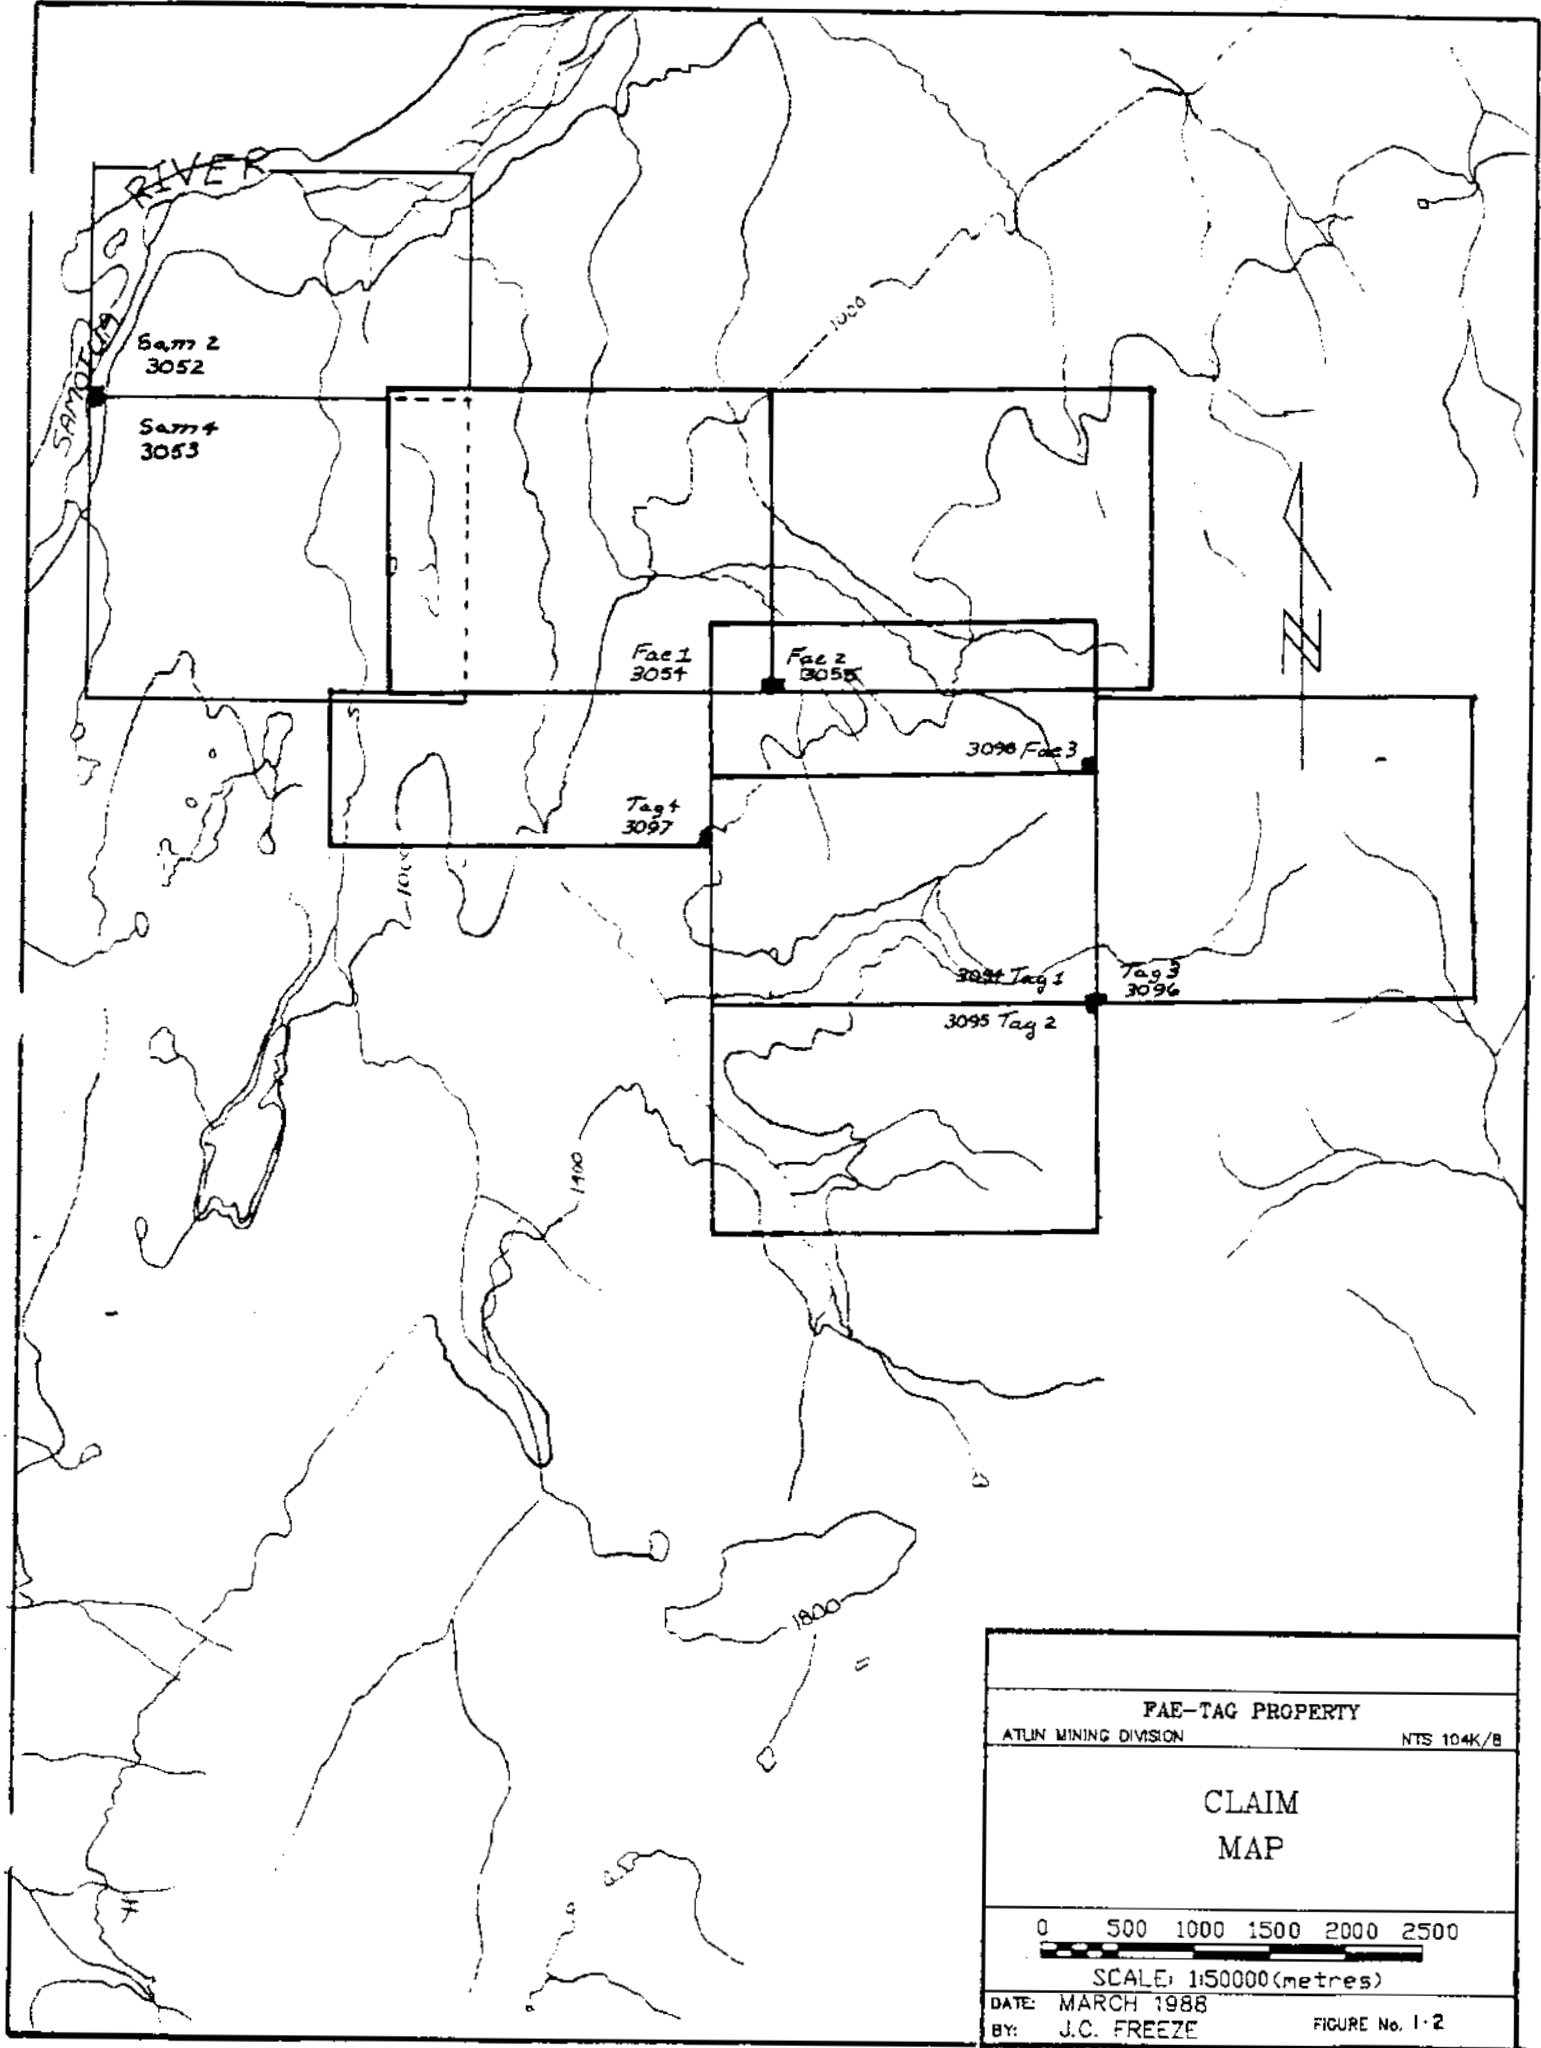 RIVER
SAMOTUA
Sam 2
3052
Sam 4
3053
1000
Fae 1
3054
Fae 2
3055
3098 Fae 3
Tag 4
3097
1000
3094 Tag 1
Tag 3
3096
3095 Tag 2
1400
1800
N
FAE-TAG PROPERTY
ATLIN MINING DIVISION NTS 104K/8
CLAIM
MAP
0 500 1000 1500 2000 2500
SCALE: 1:50000 (metres)
DATE: MARCH 1988
BY: J.C. FREEZE FIGURE No. 1·2